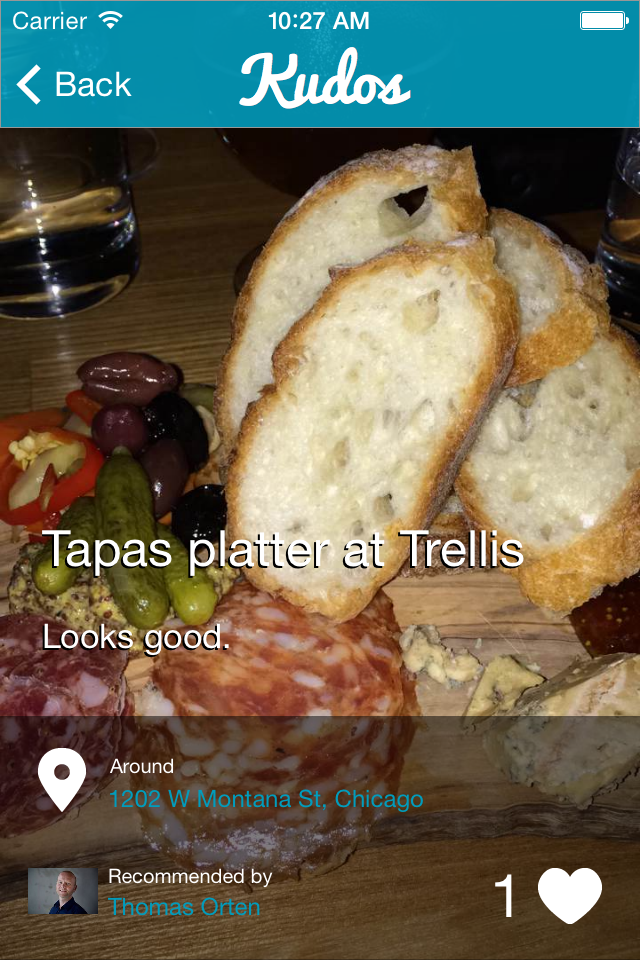 Carrier 10:27 AM
Back Kudos
Tapas platter at Trellis
Looks good.
Around
1202 W Montana St, Chicago
Recommended by
Thomas Orten
1